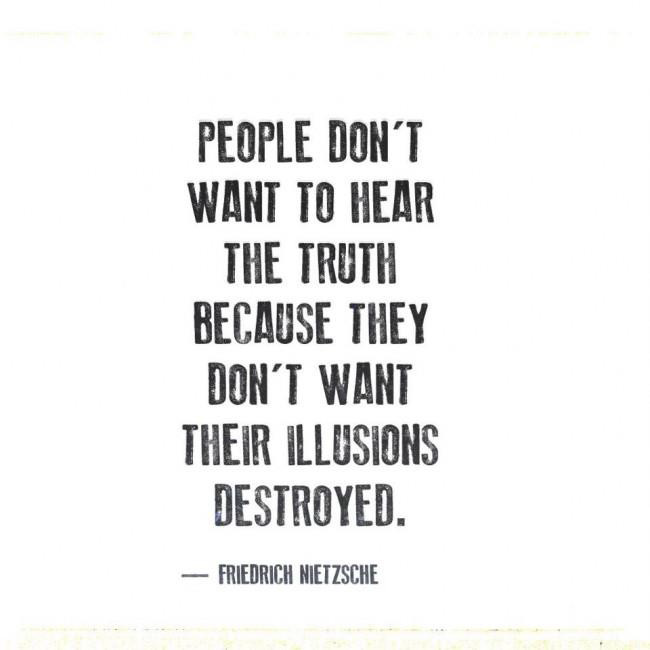 PEOPLE DON'T
WANT TO HEAR
THE TRUTH
BECAUSE THEY
DON'T WANT
THEIR ILLUSIONS
DESTROYED.
— FRIEDRICH NIETZSCHE